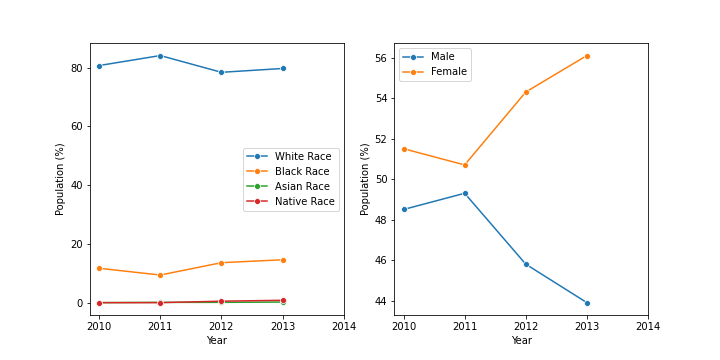 80
60
40
20
0
Population (%)
2010 2011 2012 2013 2014
Year
White Race
Black Race
Asian Race
Native Race
56
54
52
50
48
46
44
Population (%)
2010 2011 2012 2013 2014
Year
Male
Female